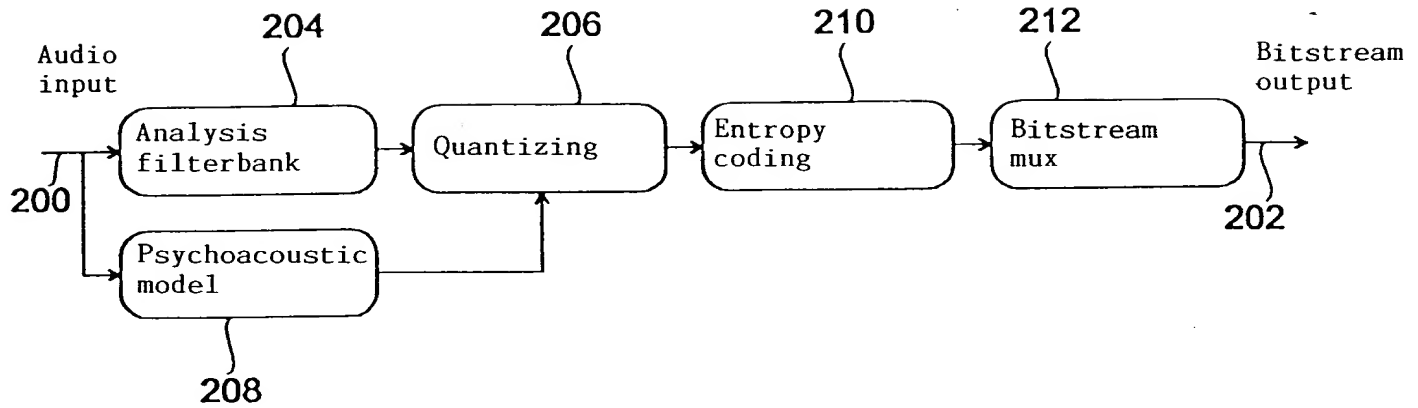 204
206
210
212
Audio
input
Bitstream
output
Analysis
filterbank
Quantizing
Entropy
coding
Bitstream
mux
200
202
Psychoacoustic
model
208